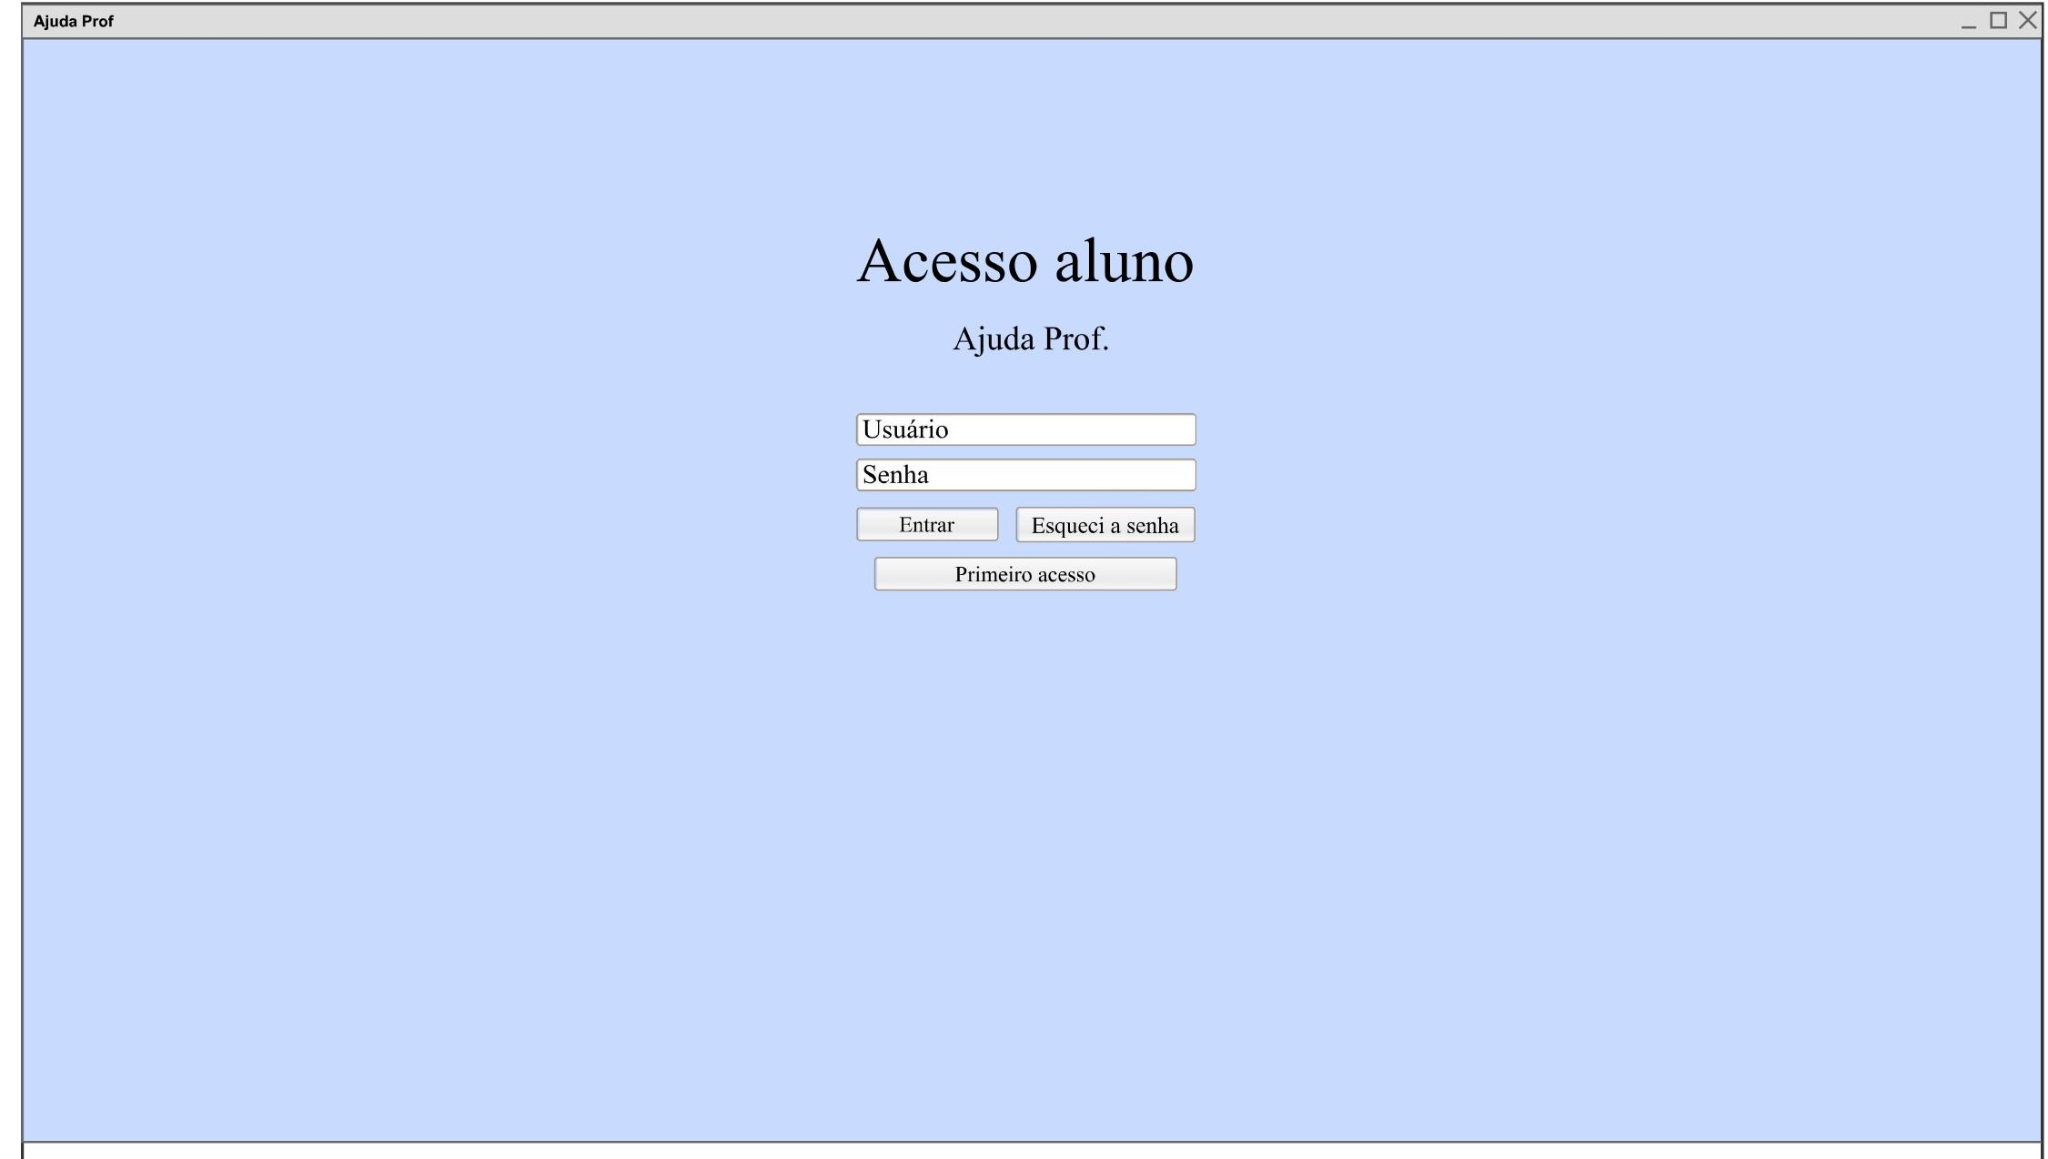 Ajuda Prof
Acesso aluno
Ajuda Prof.
Usuário
Senha
Entrar
Esqueci a senha
Primeiro acesso